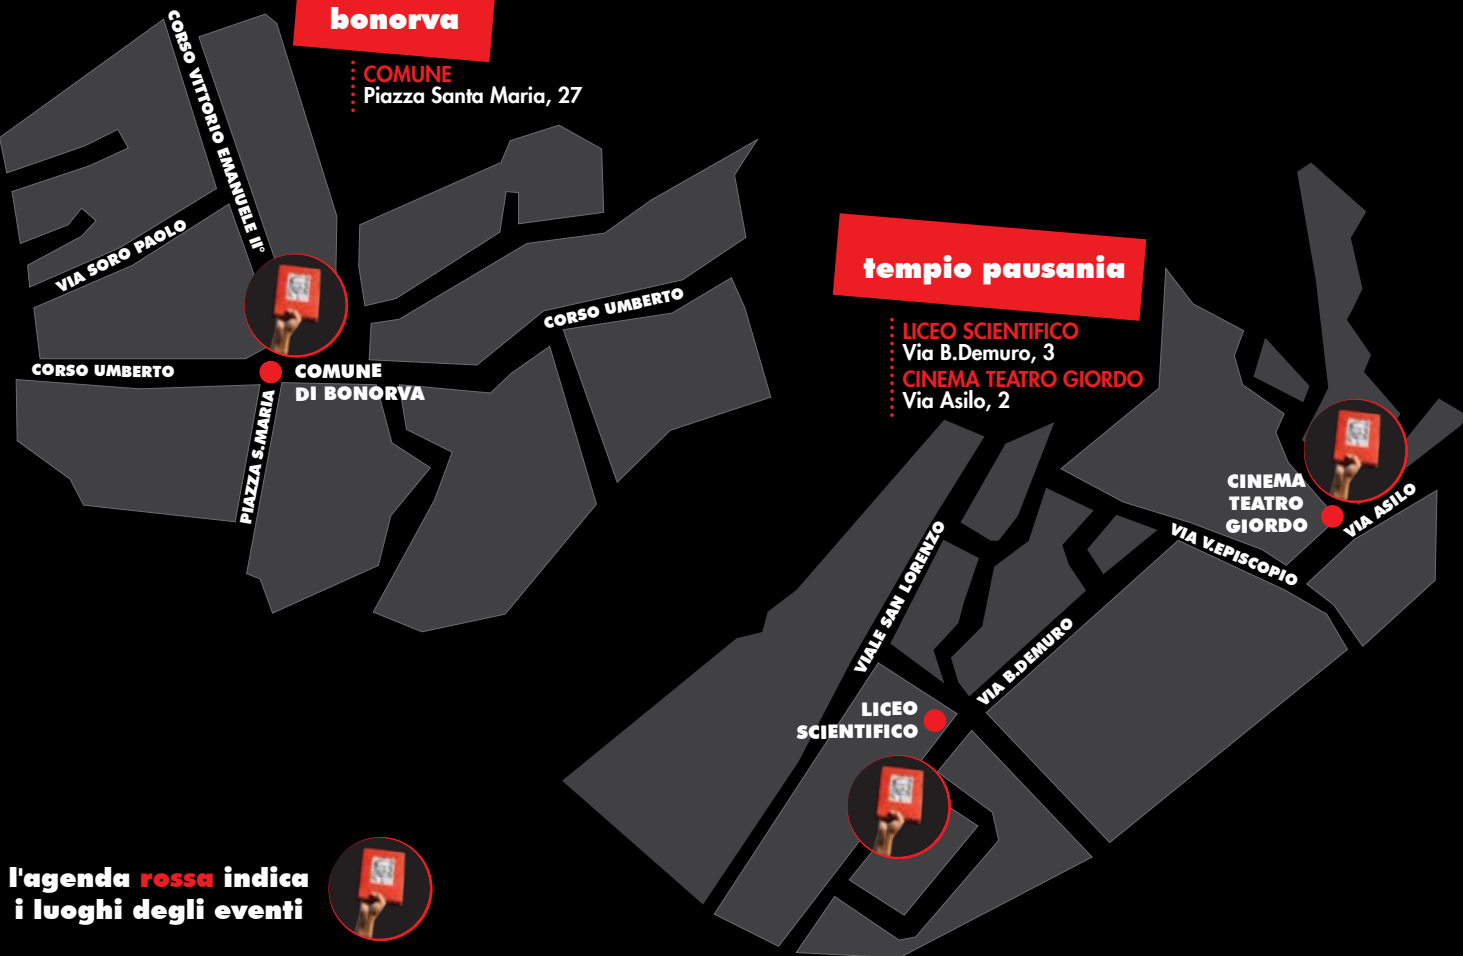 bonorva
COMUNE
Piazza Santa Maria, 27
CORSO VITTORIO EMANUELE II°
VIA SORO PAOLO
CORSO UMBERTO
CORSO UMBERTO
COMUNE
DI BONORVA
PIAZZA S.MARIA
tempio pausania
LICEO SCIENTIFICO
Via B.Demuro, 3
CINEMA TEATRO GIORDO
Via Asilo, 2
CINEMA
TEATRO
GIORDO
VIA ASILO
VIA V.EPISCOPIO
VIALE SAN LORENZO
VIA B.DEMURO
LICEO
SCIENTIFICO
l'agenda rossa indica
i luoghi degli eventi